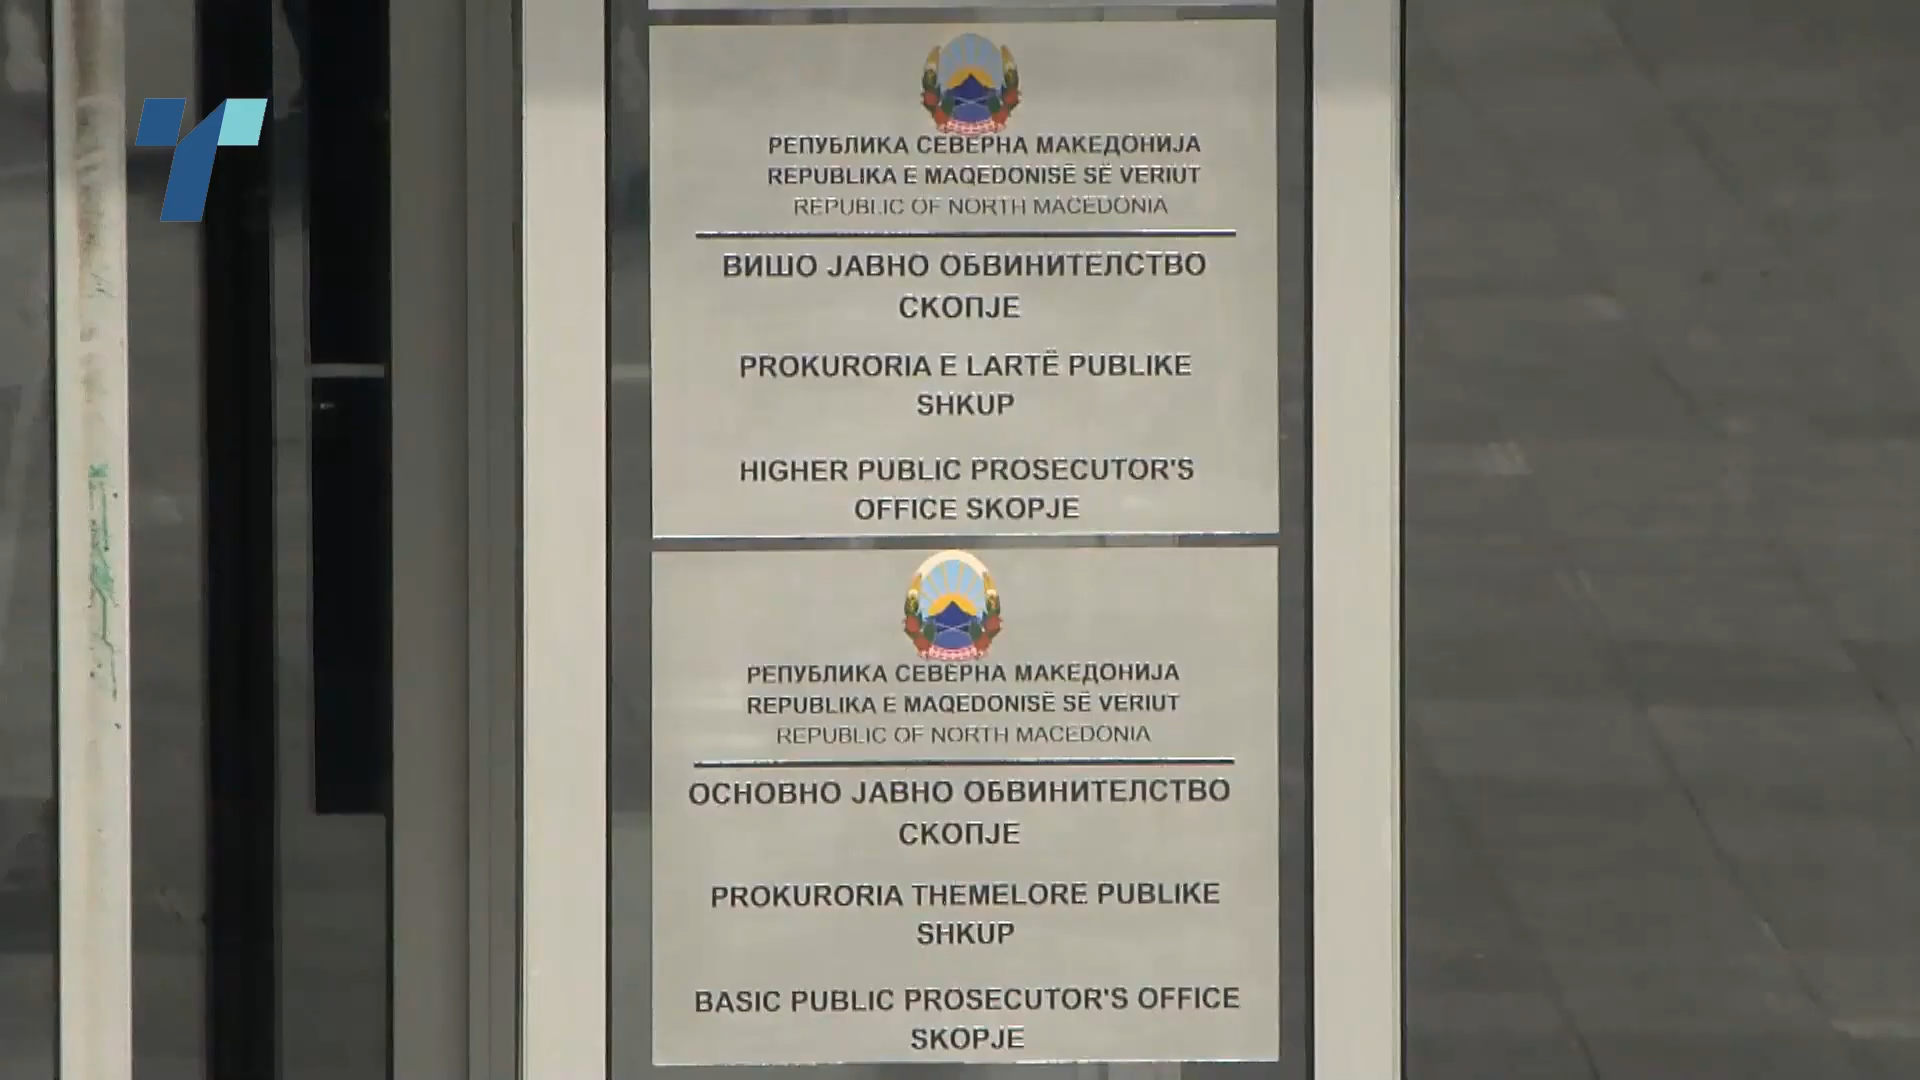 РЕПУБЛИКА СЕВЕРНА МАКЕДОНИЈА
REPUBLIKA E MAQEDONISË SË VERIUT
REPUBLIC OF NORTH MACEDONIA
ВИШО ЈАВНО ОБВИНИТЕЛСТВО
СКОПЈЕ
PROKURORIA E LARTË PUBLIKE
SHKUP
HIGHER PUBLIC PROSECUTOR'S
OFFICE SKOPJE
РЕПУБЛИКА СЕВЕРНА МАКЕДОНИЈА
REPUBLIKA E MAQEDONISË SË VERIUT
REPUBLIC OF NORTH MACEDONIA
ОСНОВНО ЈАВНО ОБВИНИТЕЛСТВО
СКОПЈЕ
PROKURORIA THEMELORE PUBLIKE
SHKUP
BASIC PUBLIC PROSECUTOR'S OFFICE
SKOPJE